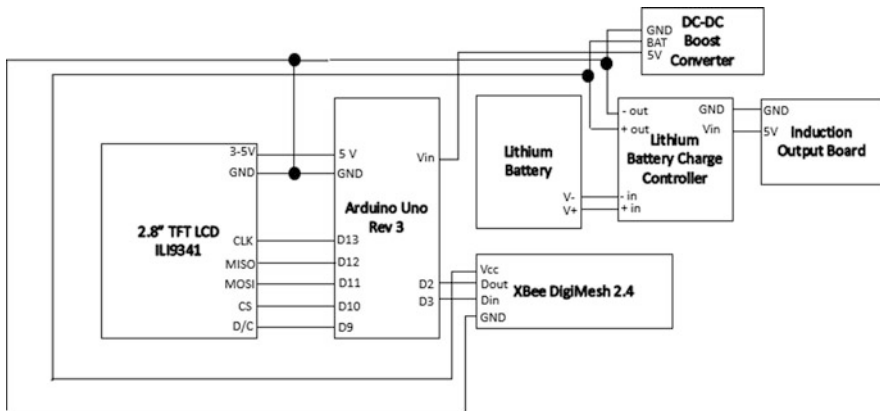 GND
BAT
5V
DC-DC
Boost
Converter
- out
+ out
- in
+ in
Lithium
Battery Charge
Controller
GND
Vin
GND
5V
Induction
Output Board
Lithium
Battery
V-
V+
3-5V
GND
CLK
MISO
MOSI
CS
D/C
2.8” TFT LCD
ILI9341
5 V
GND
D13
D12
D11
D10
D9
Arduino Uno
Rev 3
Vin
D2
D3
Vcc
Dout
Din
GND
XBee DigiMesh 2.4